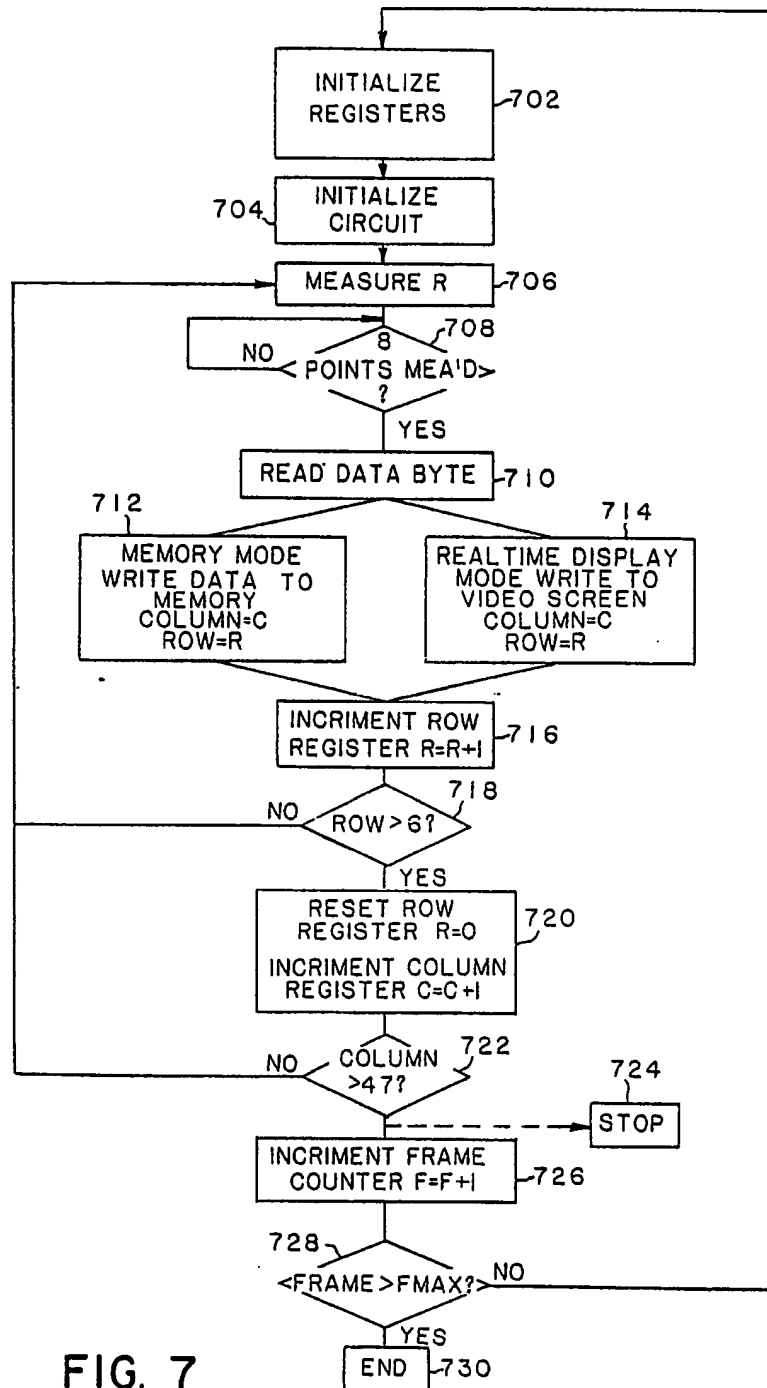 INITIALIZE
REGISTERS
702
704
INITIALIZE
CIRCUIT
MEASURE R
706
708
NO
8
POINTS MEA'D
?
YES
READ DATA BYTE
710
712
MEMORY MODE
WRITE DATA TO
MEMORY
COLUMN=C
ROW=R
714
REALTIME DISPLAY
MODE WRITE TO
VIDEO SCREEN
COLUMN=C
ROW=R
INCRIMENT ROW
REGISTER R=R+1
716
718
NO
ROW>6?
YES
RESET ROW
REGISTER R=0
INCRIMENT COLUMN
REGISTER C=C+1
720
NO
COLUMN
>47?
722
724
STOP
INCRIMENT FRAME
COUNTER F=F+1
726
728
<FRAME>FMAX?>
NO
YES
END
730
FIG. 7